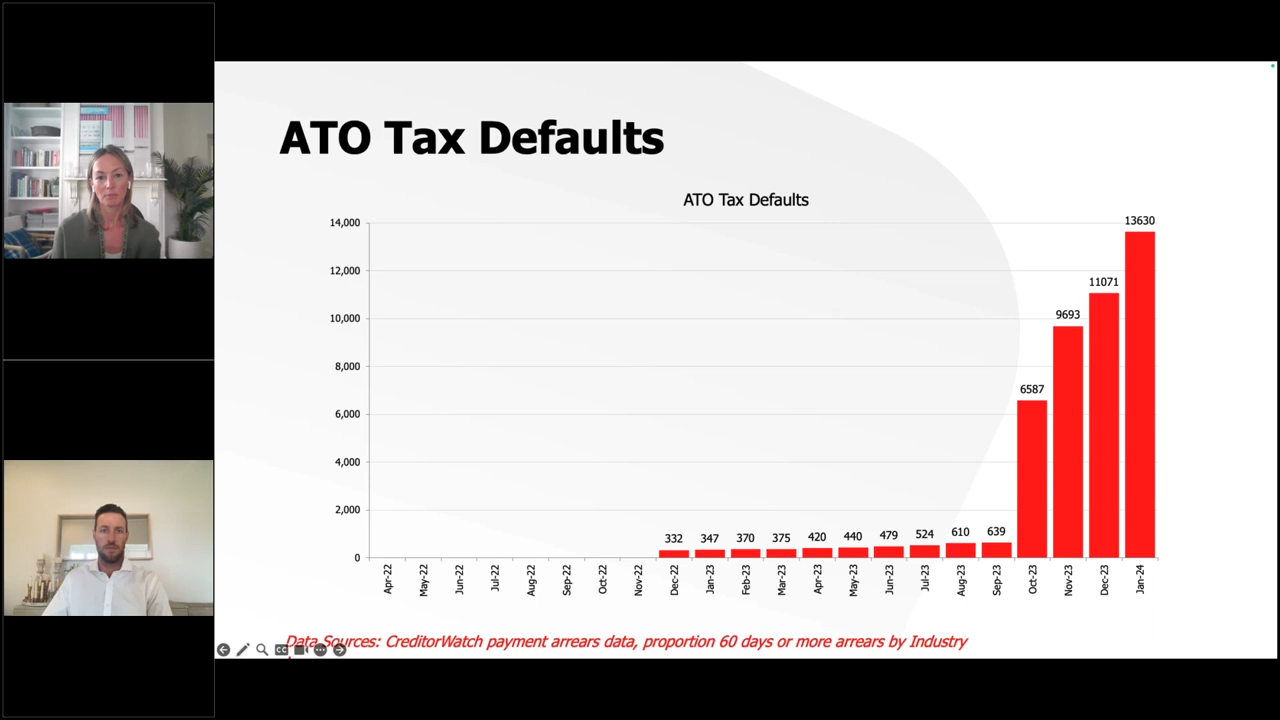 ATO Tax Defaults
ATO Tax Defaults
14,000
12,000
10,000
8,000
6,000
4,000
2,000
0
332
347
370
375
420
440
479
524
610
639
6587
9693
11071
13630
Apr-22
May-22
Jun-22
Jul-22
Aug-22
Sep-22
Oct-22
Nov-22
Dec-22
Jan-23
Feb-23
Mar-23
Apr-23
May-23
Jun-23
Jul-23
Aug-23
Sep-23
Oct-23
Nov-23
Dec-23
Jan-24
Data Sources: CreditorWatch payment arrears data, proportion 60 days or more arrears by Industry
CC